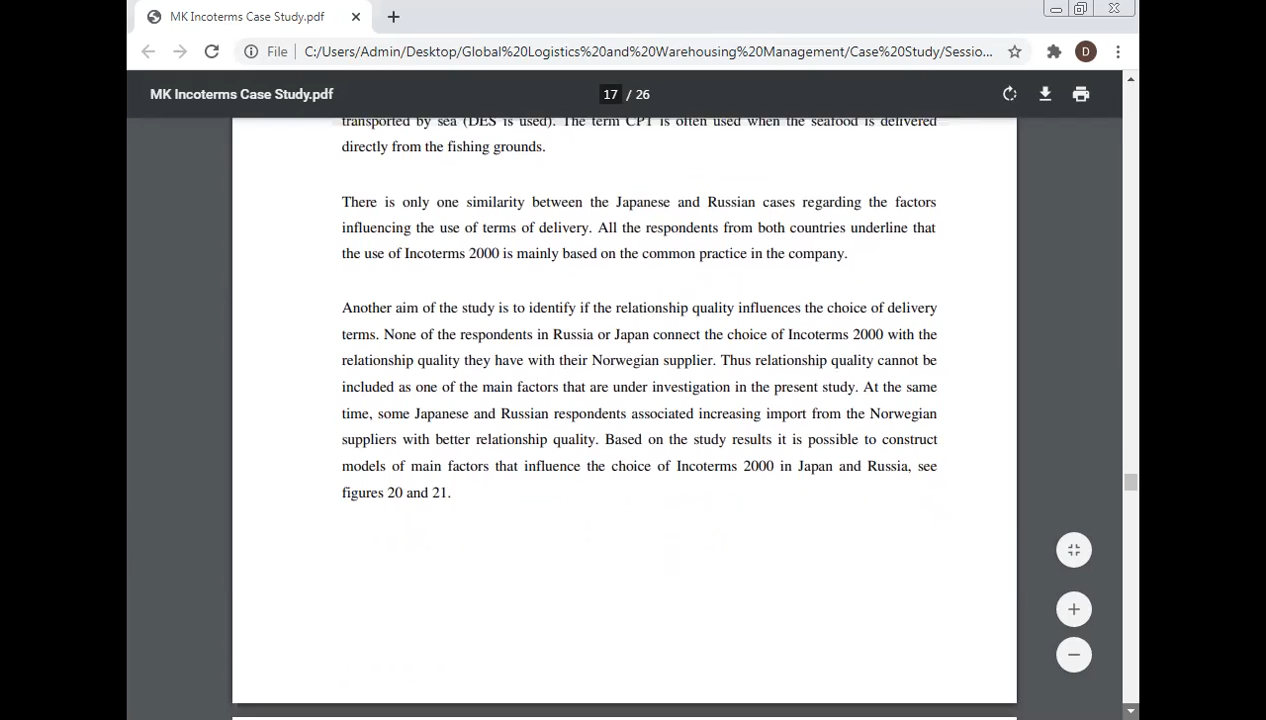 MK Incoterms Case Study.pdf
File C:/Users/Admin/Desktop/Global%20Logistics%20and%20Warehousing%20Management/Case%20Study/Sessio... D
MK Incoterms Case Study.pdf 17 / 26
transported by sea (DES is used). The term CPT is often used when the seafood is delivered
directly from the fishing grounds.
There is only one similarity between the Japanese and Russian cases regarding the factors
influencing the use of terms of delivery. All the respondents from both countries underline that
the use of Incoterms 2000 is mainly based on the common practice in the company.
Another aim of the study is to identify if the relationship quality influences the choice of delivery
terms. None of the respondents in Russia or Japan connect the choice of Incoterms 2000 with the
relationship quality they have with their Norwegian supplier. Thus relationship quality cannot be
included as one of the main factors that are under investigation in the present study. At the same
time, some Japanese and Russian respondents associated increasing import from the Norwegian
suppliers with better relationship quality. Based on the study results it is possible to construct
models of main factors that influence the choice of Incoterms 2000 in Japan and Russia, see
figures 20 and 21.